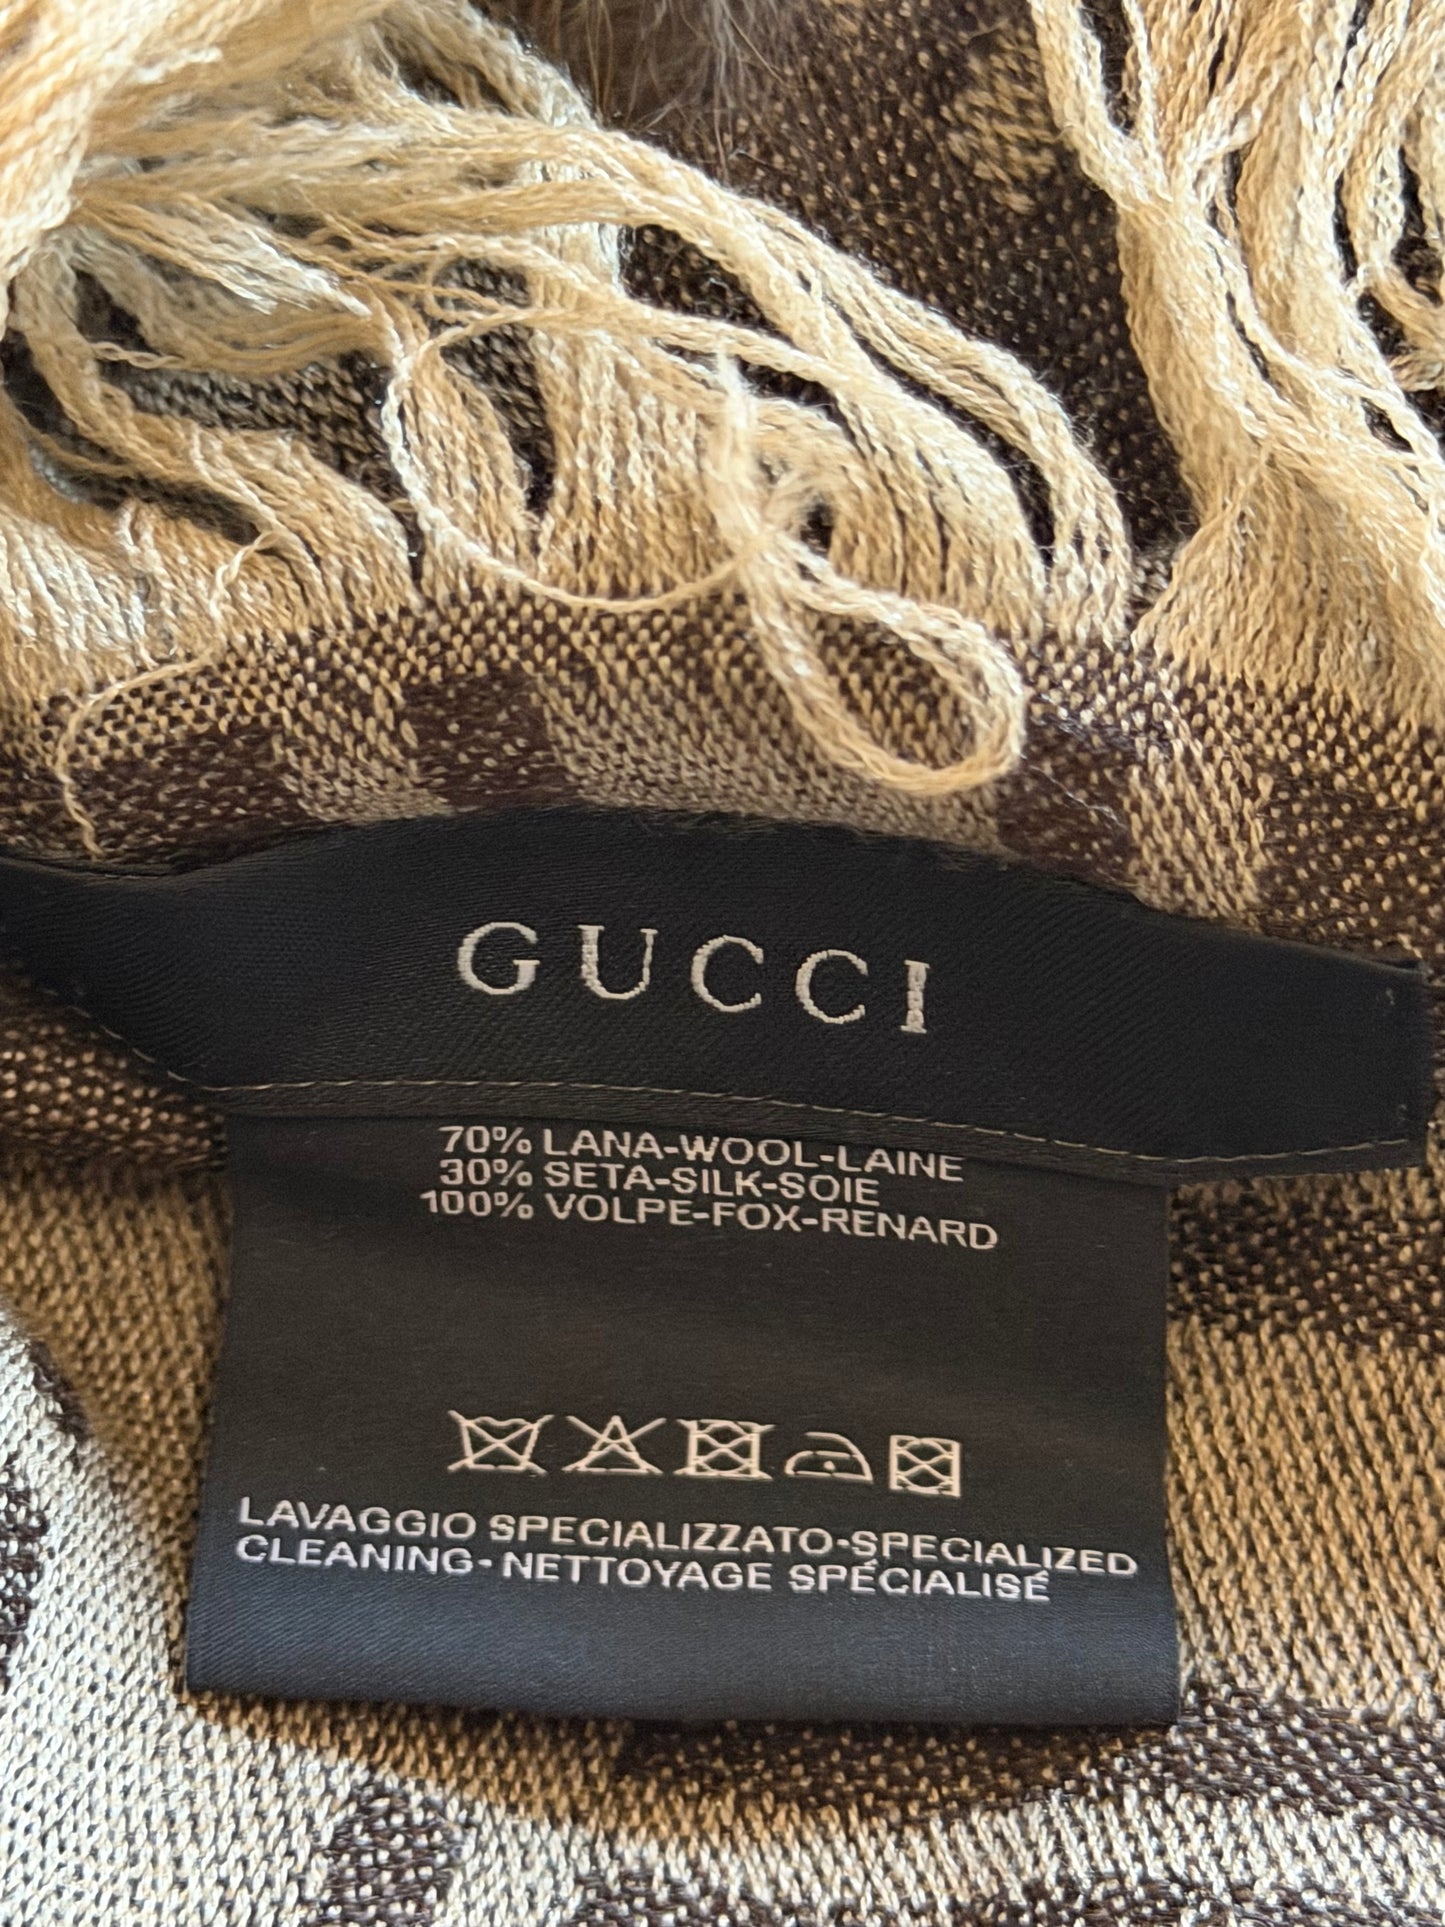 GUCCI
70% LANA-WOOL-LAINE
30% SETA-SILK-SOIE
100% VOLPE-FOX-RENARD
LAVAGGIO SPECIALIZZATO-SPECIALIZED
CLEANING-NETTOYAGE SPÉCIALISÉ